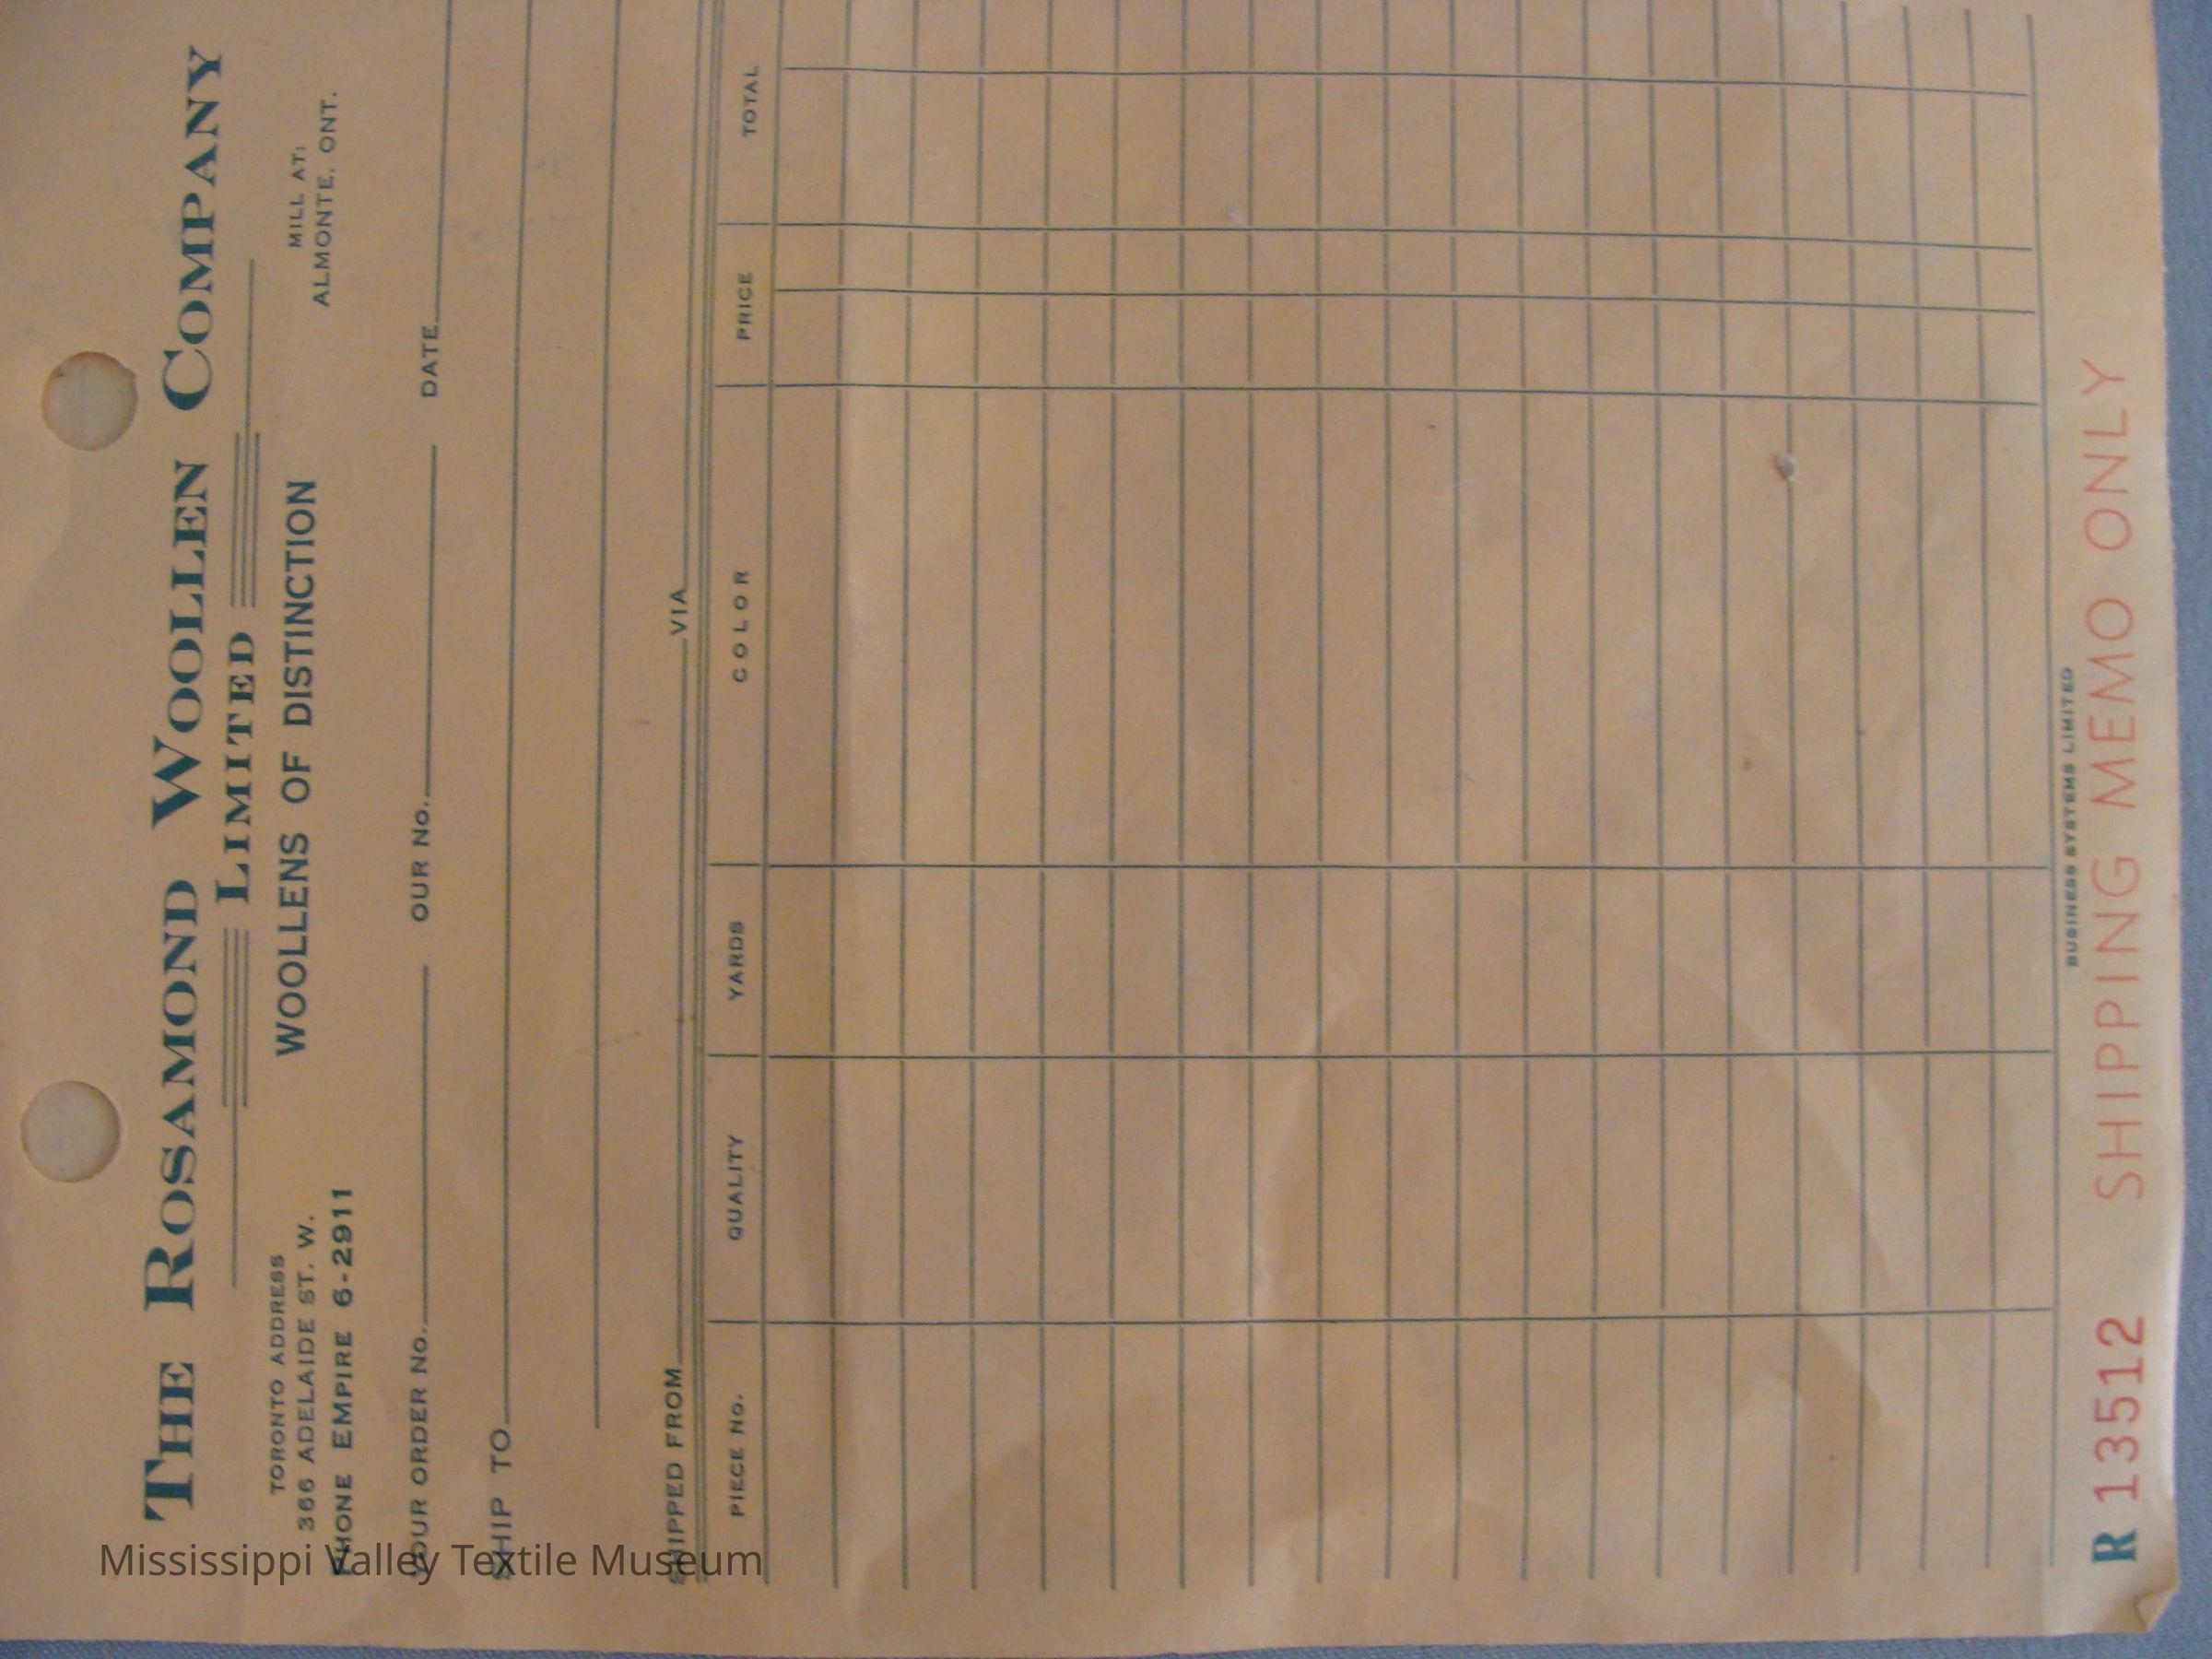 THE ROSAMOND WOOLLEN COMPANY
LIMITED
WOOLLENS OF DISTINCTION
TORONTO ADDRESS
366 ADELAIDE ST. W.
PHONE EMPIRE 6-2911
MILL AT:
ALMONTE, ONT.
YOUR ORDER No. OUR No. DATE
SHIP TO
SHIPPED FROM VIA
PIECE No. QUALITY YARDS COLOR PRICE TOTAL
BUSINESS SYSTEMS LIMITED
R 13512 SHIPPING MEMO ONLY
Mississippi Valley Textile Museum